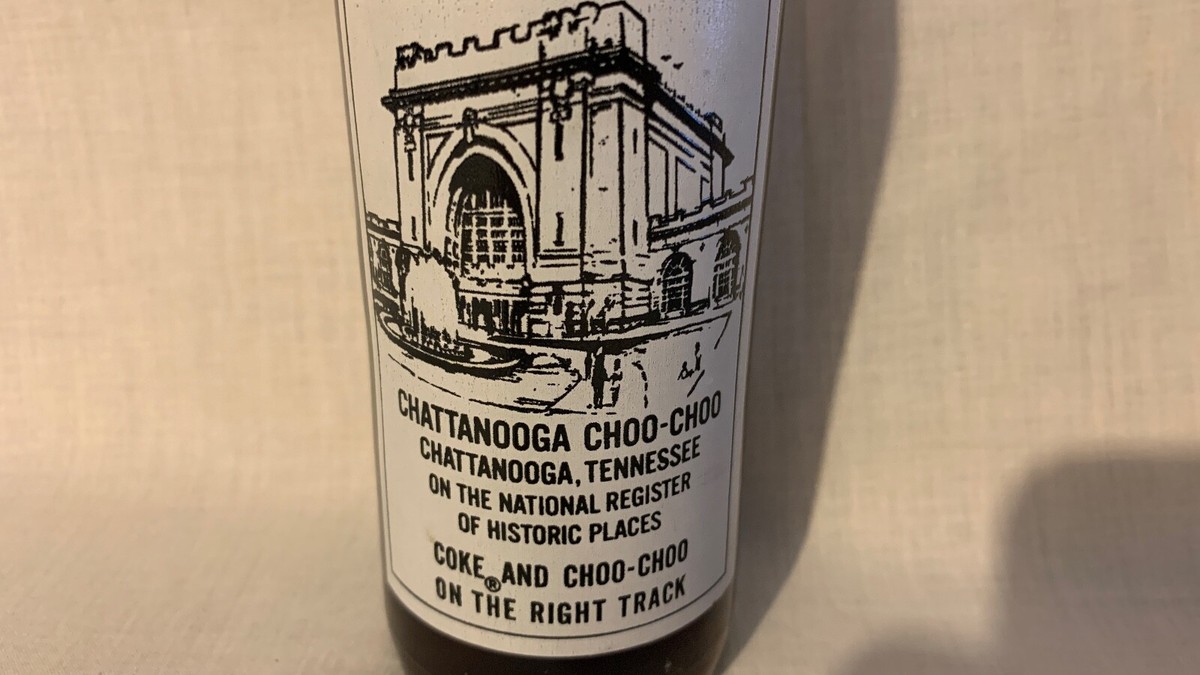 CHATTANOOGA CHOO-CHOO
CHATTANOOGA, TENNESSEE
ON THE NATIONAL REGISTER
OF HISTORIC PLACES
COKE® AND CHOO-CHOO
ON THE RIGHT TRACK